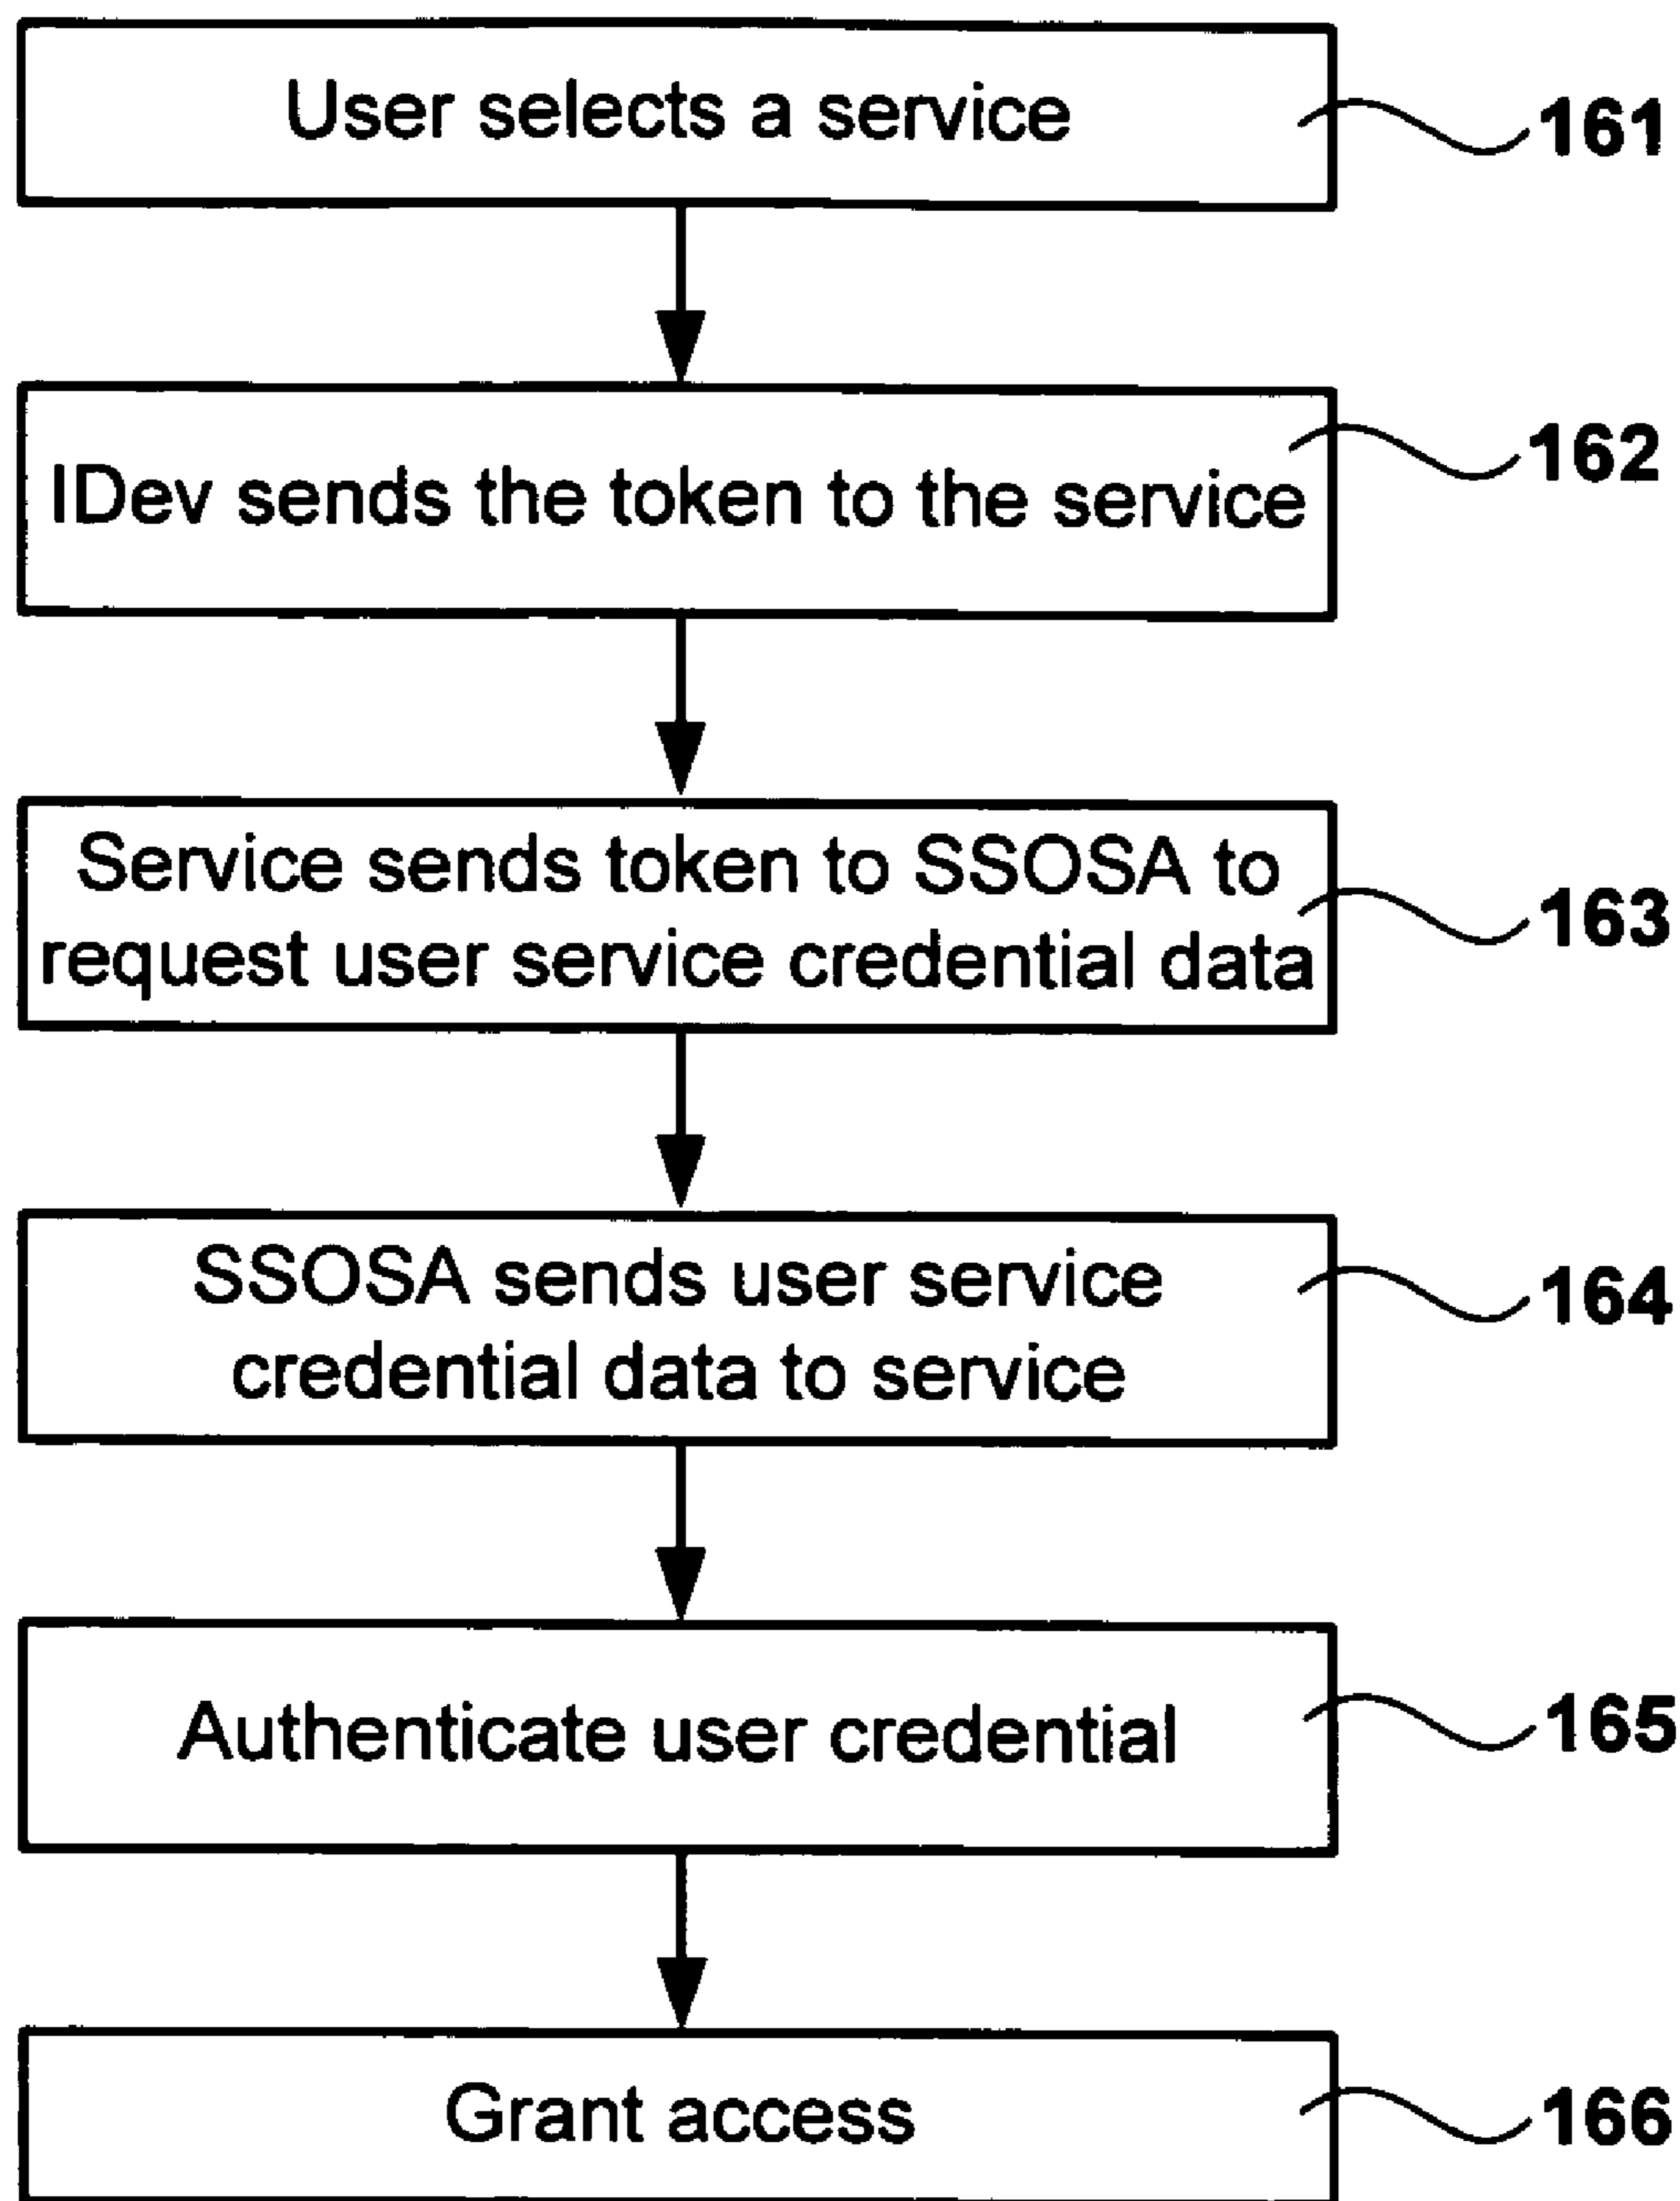 User selects a service
161
IDev sends the token to the service
162
Service sends token to SSOSA to
request user service credential data
163
SSOSA sends user service
credential data to service
164
Authenticate user credential
165
Grant access
166